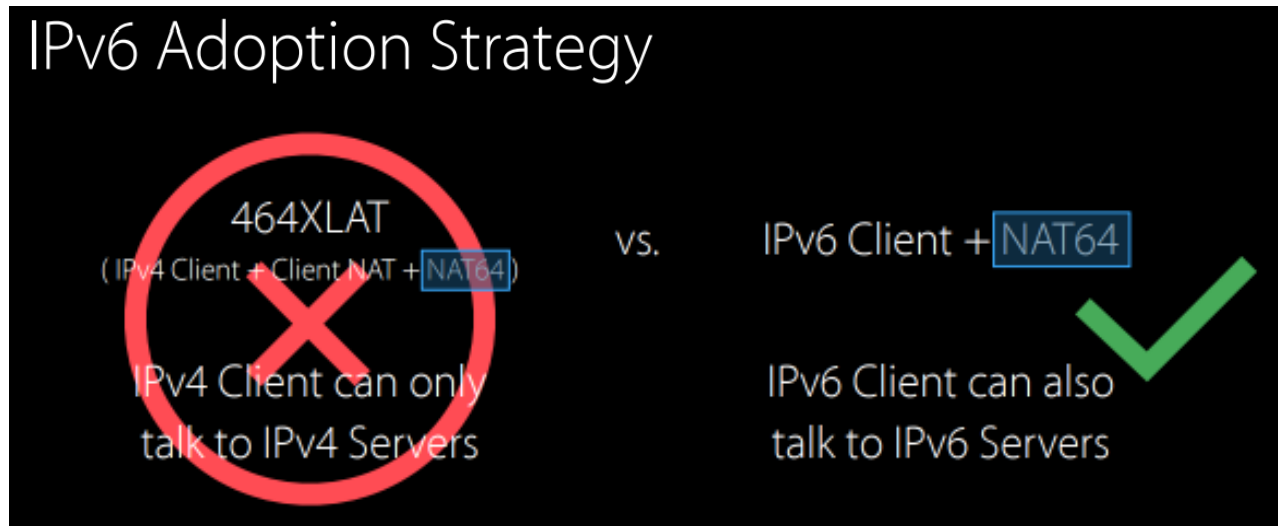 IPv6 Adoption Strategy
464XLAT
( IPv4 Client + Client NAT + NAT64 )
IPv4 Client can only
talk to IPv4 Servers
vs.
IPv6 Client + NAT64
IPv6 Client can also
talk to IPv6 Servers